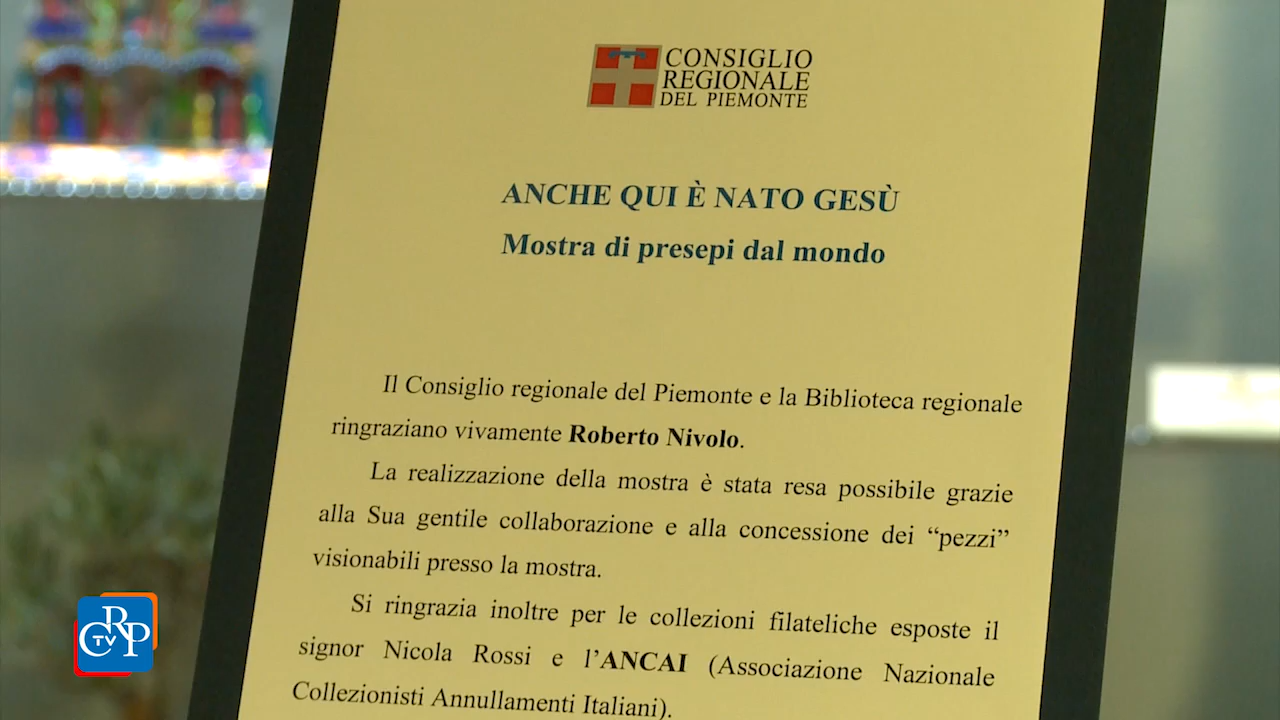 CONSIGLIO
REGIONALE
DEL PIEMONTE
ANCHE QUI È NATO GESÙ
Mostra di presepi dal mondo
Il Consiglio regionale del Piemonte e la Biblioteca regionale
ringraziano vivamente Roberto Nivolo.
La realizzazione della mostra è stata resa possibile grazie
alla Sua gentile collaborazione e alla concessione dei “pezzi”
visionabili presso la mostra.
Si ringrazia inoltre per le collezioni filateliche esposte il
signor Nicola Rossi e l’ANCAI (Associazione Nazionale
Collezionisti Annullamenti Italiani).
CRP TV